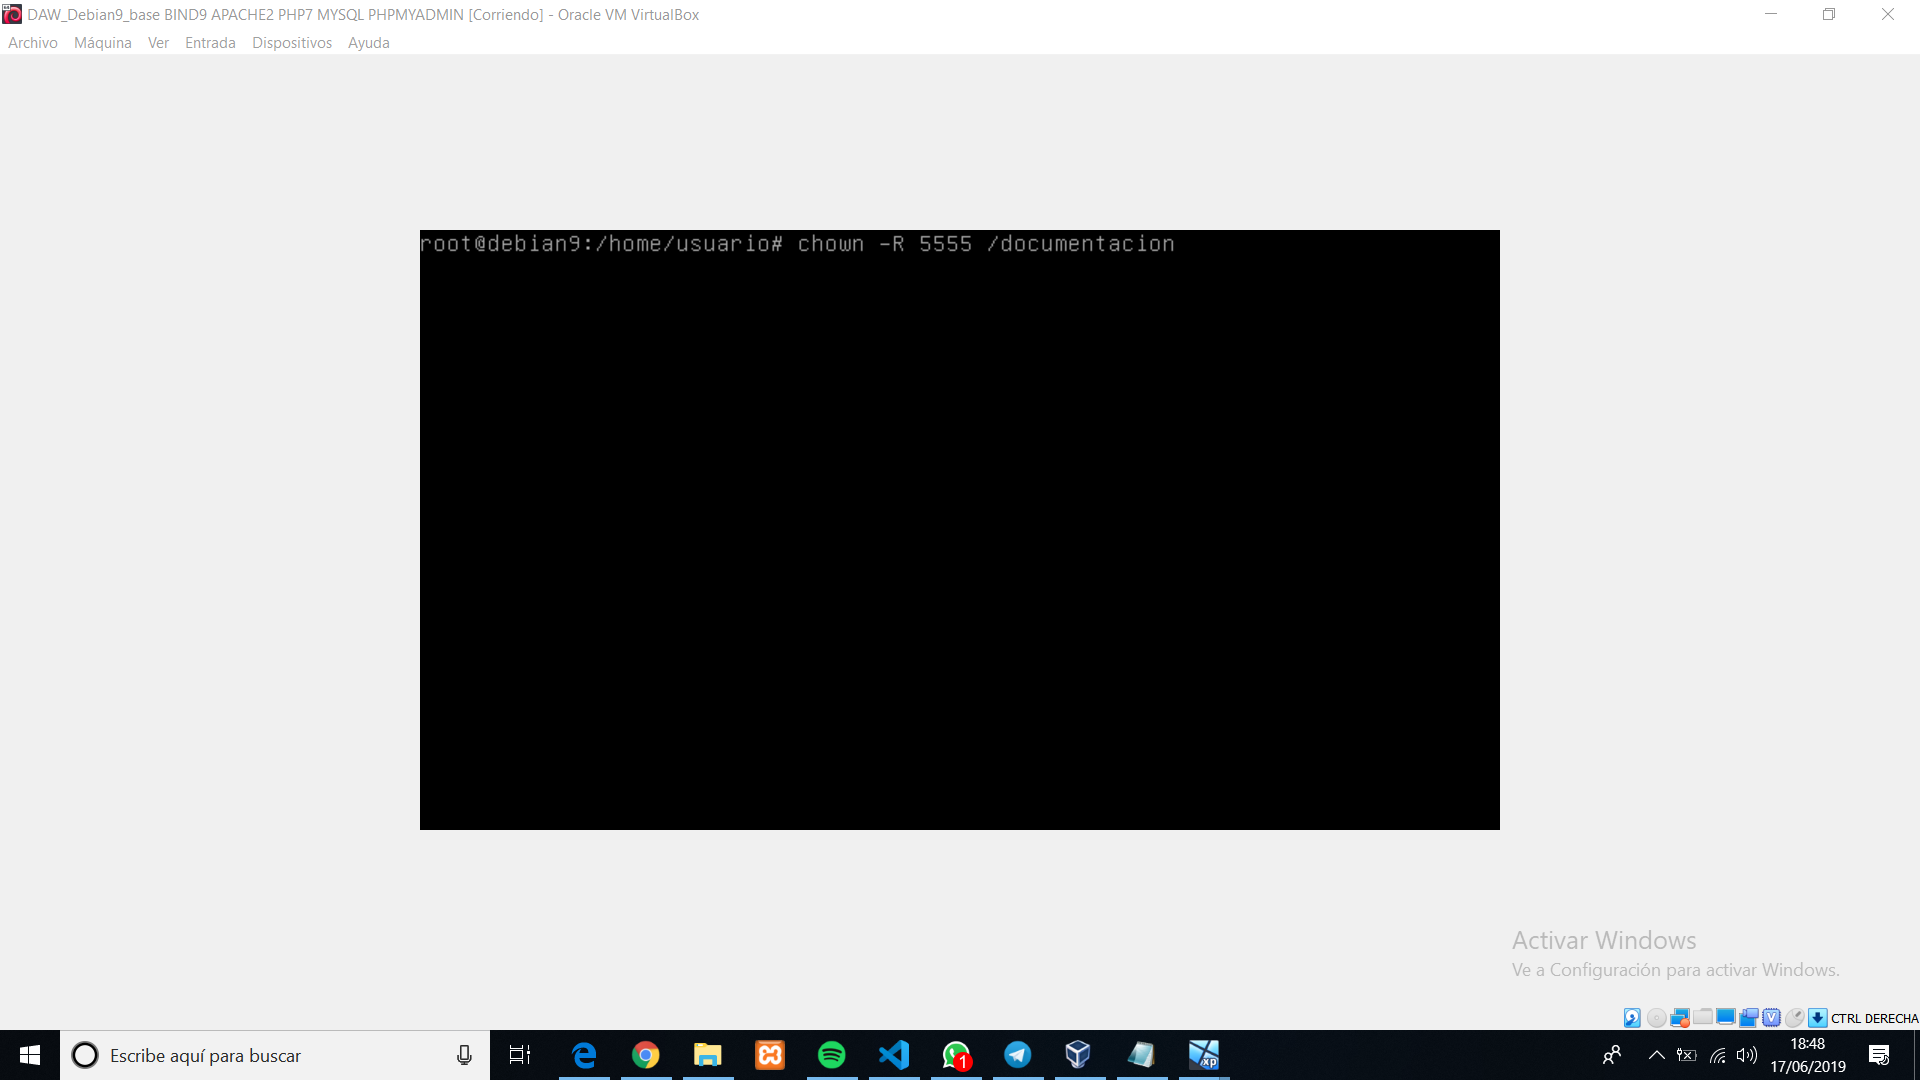 DAW_Debian9_base BIND9 APACHE2 PHP7 MYSQL PHPMYADMIN [Corriendo] - Oracle VM VirtualBox
Archivo Máquina Ver Entrada Dispositivos Ayuda
root@debian9:/home/usuario# chown -R 5555 /documentacion
Activar Windows
Ve a Configuración para activar Windows.
CTRL DERECHA
Escribe aquí para buscar
1
xp
18:48
17/06/2019